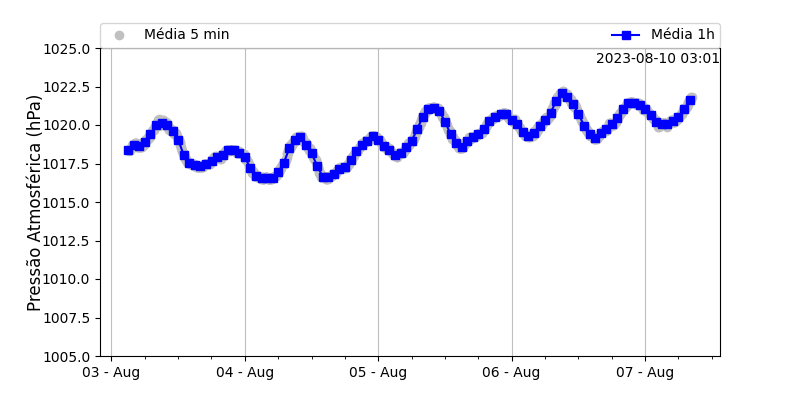 Média 5 min
Média 1h
2023-08-10 03:01
Pressão Atmosférica (hPa)
1025.0
1022.5
1020.0
1017.5
1015.0
1012.5
1010.0
1007.5
1005.0
03 - Aug
04 - Aug
05 - Aug
06 - Aug
07 - Aug